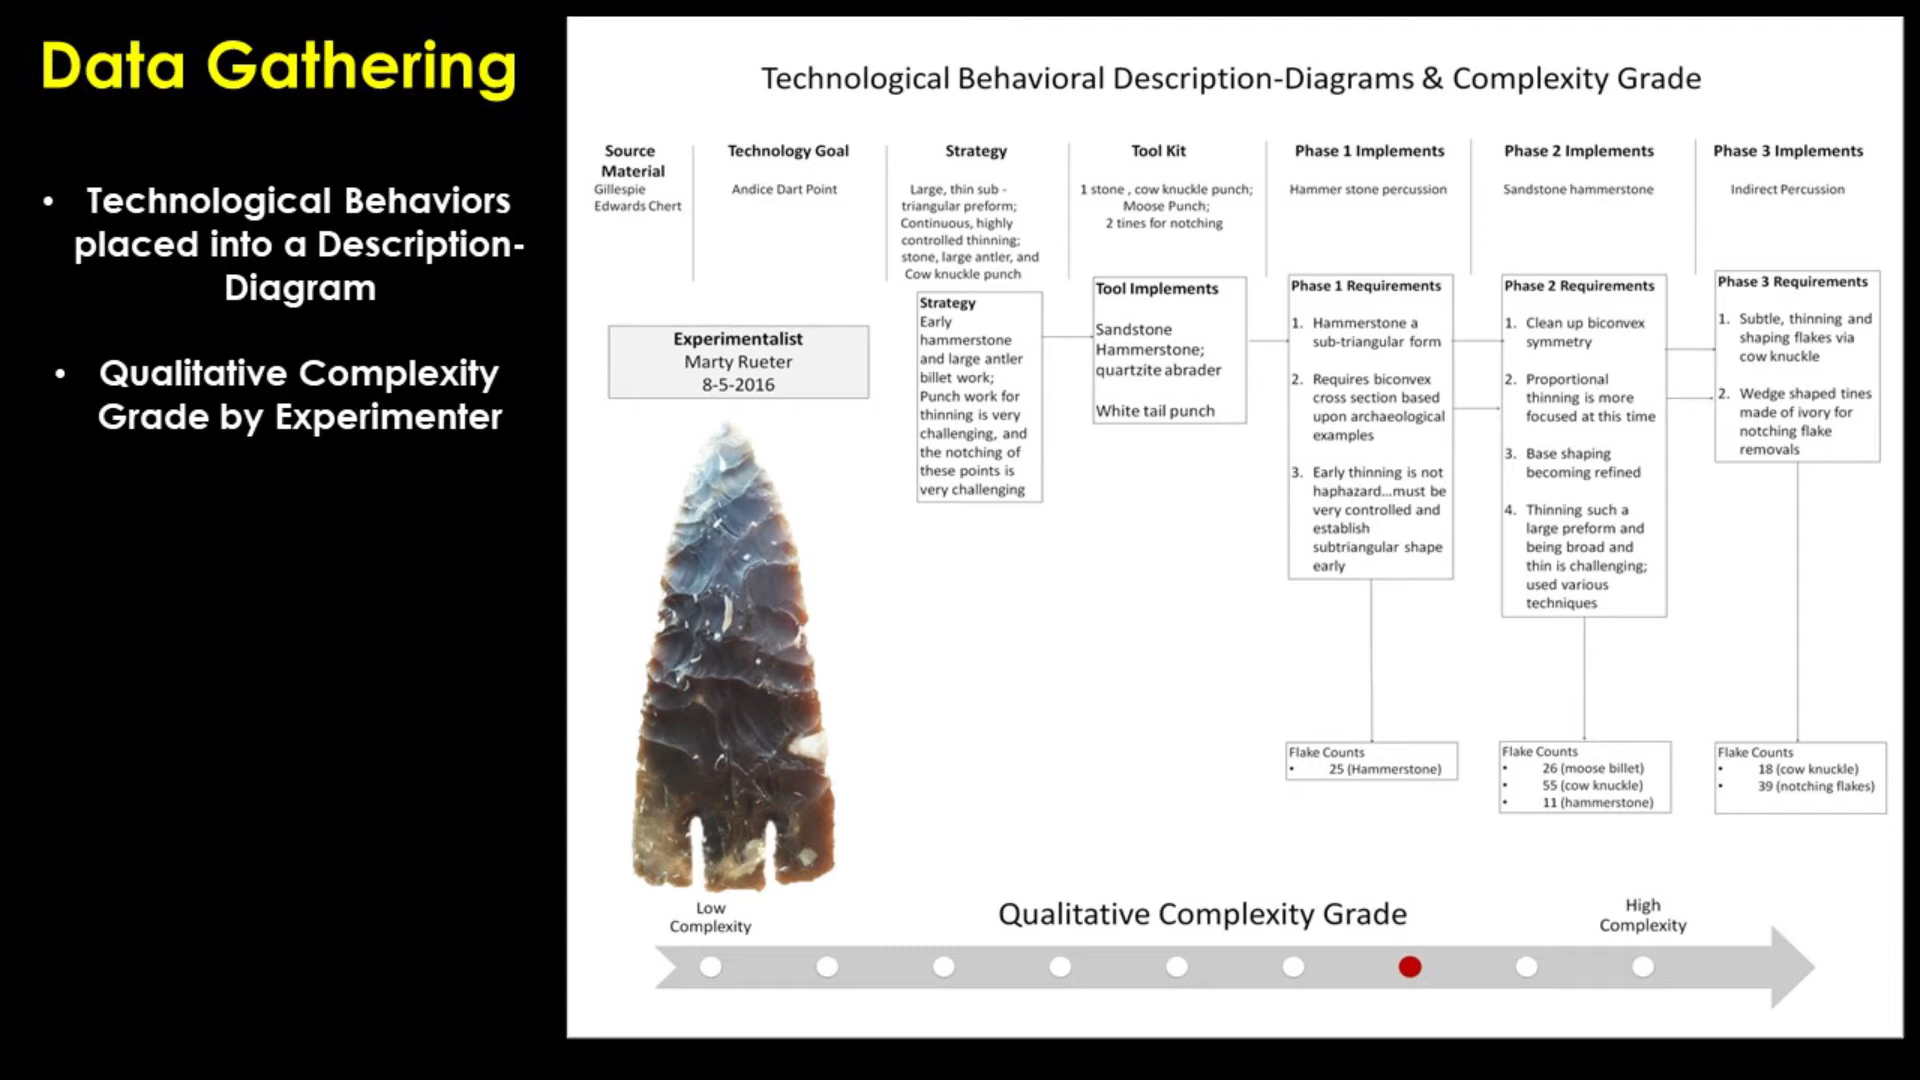 Data Gathering
• Technological Behaviors
placed into a Description-
Diagram
• Qualitative Complexity
Grade by Experimenter
Technological Behavioral Description-Diagrams & Complexity Grade
Source
Material
Gillespie
Edwards Chert
Technology Goal
Andice Dart Point
Strategy
Large, thin sub -
triangular preform;
Continuous, highly
controlled thinning;
stone, large antler, and
Cow knuckle punch
Tool Kit
1 stone , cow knuckle punch;
Moose Punch;
2 tines for notching
Phase 1 Implements
Hammer stone percussion
Phase 2 Implements
Sandstone hammerstone
Phase 3 Implements
Indirect Percussion
Experimentalist
Marty Rueter
8-5-2016
Strategy
Early
hammerstone
and large antler
billet work;
Punch work for
thinning is very
challenging, and
the notching of
these points is
very challenging
Tool Implements
Sandstone
Hammerstone;
quartzite abrader
White tail punch
Phase 1 Requirements
1. Hammerstone a
sub-triangular form
2. Requires biconvex
cross section based
upon archaeological
examples
3. Early thinning is not
haphazard...must be
very controlled and
establish
subtriangular shape
early
Phase 2 Requirements
1. Clean up biconvex
symmetry
2. Proportional
thinning is more
focused at this time
3. Base shaping
becoming refined
4. Thinning such a
large preform and
being broad and
thin is challenging;
used various
techniques
Phase 3 Requirements
1. Subtle, thinning and
shaping flakes via
cow knuckle
2. Wedge shaped tines
made of ivory for
notching flake
removals
Flake Counts
• 25 (Hammerstone)
Flake Counts
• 26 (moose billet)
• 55 (cow knuckle)
• 11 (hammerstone)
Flake Counts
• 18 (cow knuckle)
• 39 (notching flakes)
Low
Complexity
Qualitative Complexity Grade
High
Complexity